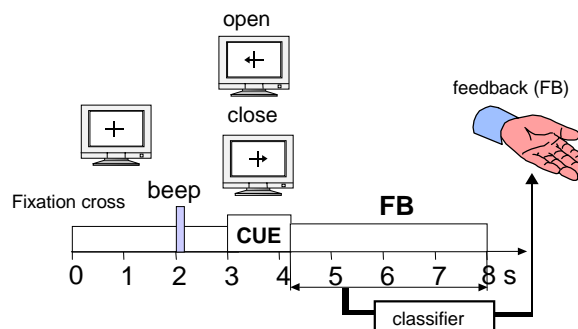 open
close
feedback (FB)
Fixation cross
beep
CUE
FB
0 1 2 3 4 5 6 7 8 s
classifier